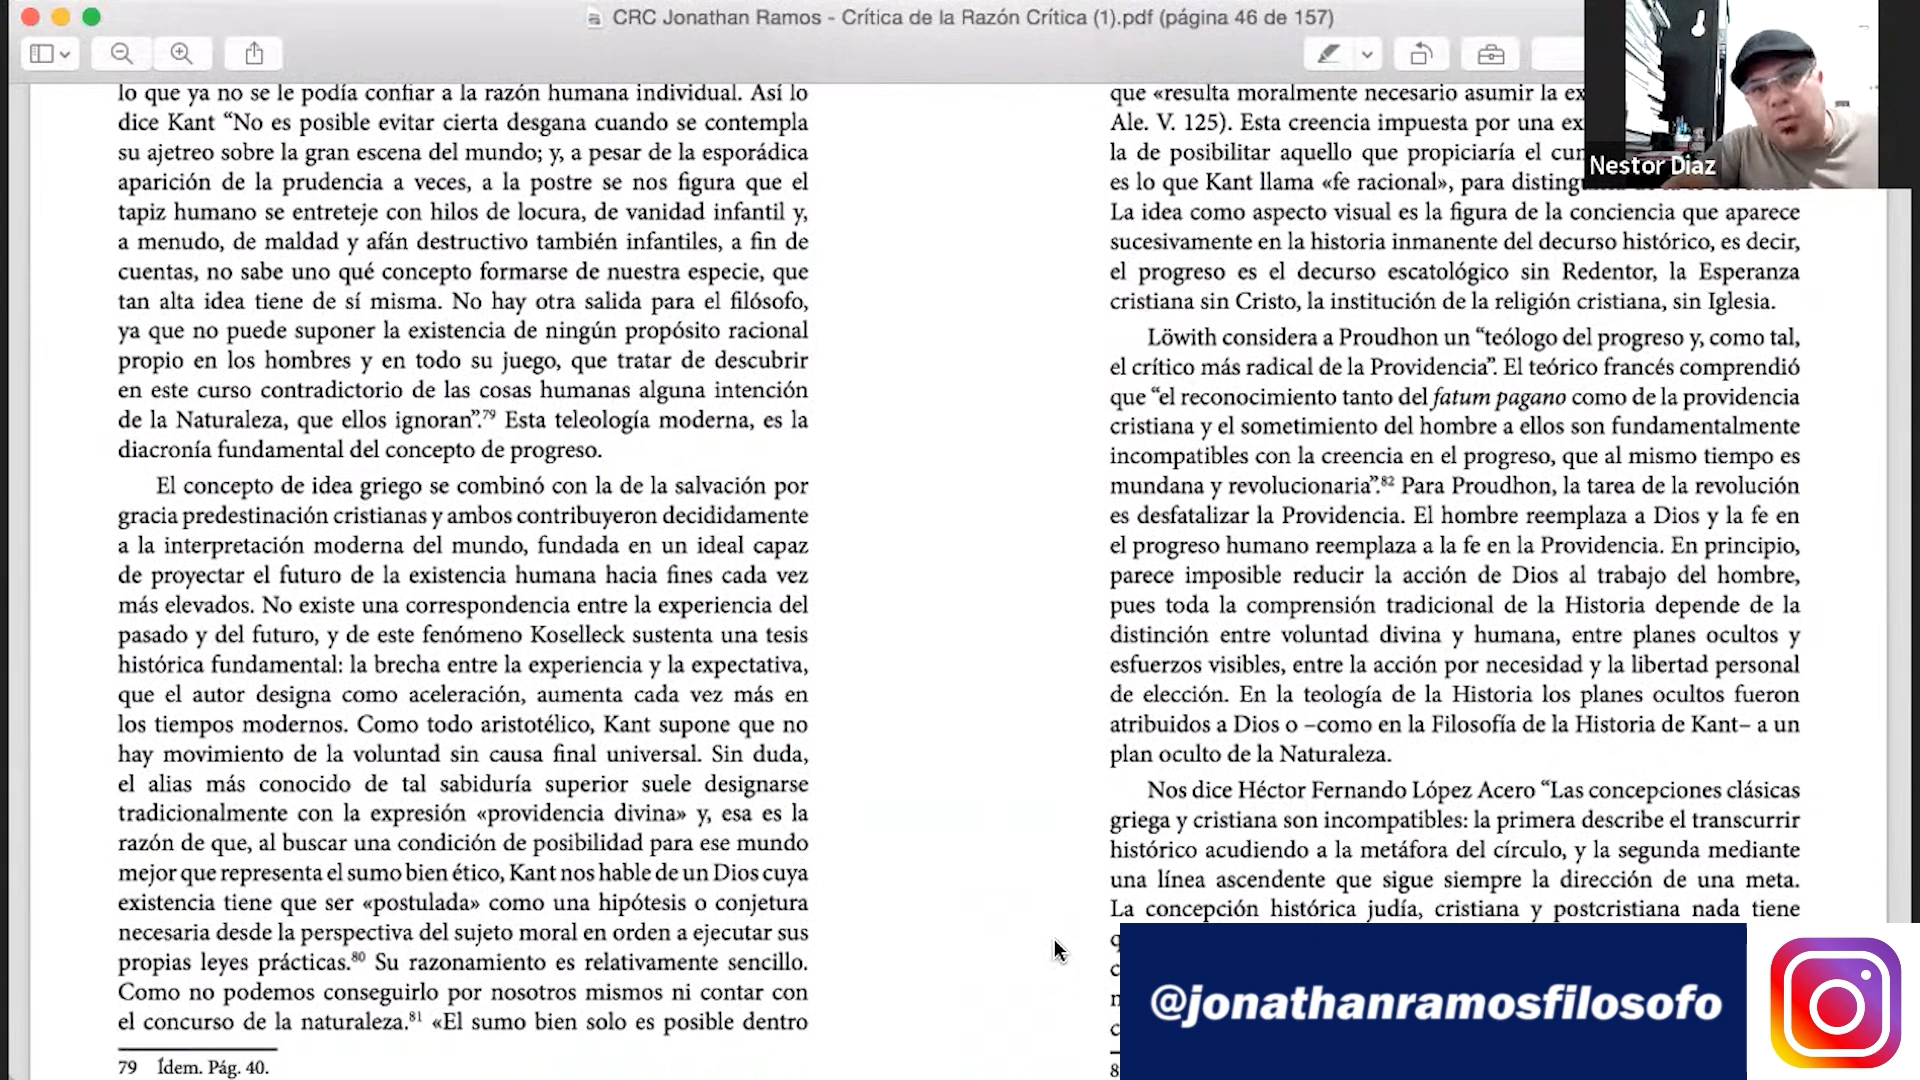 CRC Jonathan Ramos - Crítica de la Razón Crítica (1).pdf (página 46 de 157)
Nestor Diaz
lo que ya no se le podía confiar a la razón humana individual. Así lo
dice Kant “No es posible evitar cierta desgana cuando se contempla
su ajetreo sobre la gran escena del mundo; y, a pesar de la esporádica
aparición de la prudencia a veces, a la postre se nos figura que el
tapiz humano se entreteje con hilos de locura, de vanidad infantil y,
a menudo, de maldad y afán destructivo también infantiles, a fin de
cuentas, no sabe uno qué concepto formarse de nuestra especie, que
tan alta idea tiene de sí misma. No hay otra salida para el filósofo,
ya que no puede suponer la existencia de ningún propósito racional
propio en los hombres y en todo su juego, que tratar de descubrir
en este curso contradictorio de las cosas humanas alguna intención
de la Naturaleza, que ellos ignoran”.79 Esta teleología moderna, es la
diacronía fundamental del concepto de progreso.
El concepto de idea griego se combinó con la de la salvación por
gracia predestinación cristianas y ambos contribuyeron decididamente
a la interpretación moderna del mundo, fundada en un ideal capaz
de proyectar el futuro de la existencia humana hacia fines cada vez
más elevados. No existe una correspondencia entre la experiencia del
pasado y del futuro, y de este fenómeno Koselleck sustenta una tesis
histórica fundamental: la brecha entre la experiencia y la expectativa,
que el autor designa como aceleración, aumenta cada vez más en
los tiempos modernos. Como todo aristotélico, Kant supone que no
hay movimiento de la voluntad sin causa final universal. Sin duda,
el alias más conocido de tal sabiduría superior suele designarse
tradicionalmente con la expresión «providencia divina» y, esa es la
razón de que, al buscar una condición de posibilidad para ese mundo
mejor que representa el sumo bien ético, Kant nos hable de un Dios cuya
existencia tiene que ser «postulada» como una hipótesis o conjetura
necesaria desde la perspectiva del sujeto moral en orden a ejecutar sus
propias leyes prácticas.80 Su razonamiento es relativamente sencillo.
Como no podemos conseguirlo por nosotros mismos ni contar con
el concurso de la naturaleza.81 «El sumo bien solo es posible dentro
79 Ídem. Pág. 40.
que «resulta moralmente necesario asumir la ex
Ale. V. 125). Esta creencia impuesta por una ex
la de posibilitar aquello que propiciaría el cum
es lo que Kant llama «fe racional», para disting
La idea como aspecto visual es la figura de la conciencia que aparece
sucesivamente en la historia inmanente del decurso histórico, es decir,
el progreso es el decurso escatológico sin Redentor, la Esperanza
cristiana sin Cristo, la institución de la religión cristiana, sin Iglesia.
Löwith considera a Proudhon un “teólogo del progreso y, como tal,
el crítico más radical de la Providencia”. El teórico francés comprendió
que “el reconocimiento tanto del fatum pagano como de la providencia
cristiana y el sometimiento del hombre a ellos son fundamentalmente
incompatibles con la creencia en el progreso, que al mismo tiempo es
mundana y revolucionaria”.82 Para Proudhon, la tarea de la revolución
es desfatalizar la Providencia. El hombre reemplaza a Dios y la fe en
el progreso humano reemplaza a la fe en la Providencia. En principio,
parece imposible reducir la acción de Dios al trabajo del hombre,
pues toda la comprensión tradicional de la Historia depende de la
distinción entre voluntad divina y humana, entre planes ocultos y
esfuerzos visibles, entre la acción por necesidad y la libertad personal
de elección. En la teología de la Historia los planes ocultos fueron
atribuidos a Dios o –como en la Filosofía de la Historia de Kant– a un
plan oculto de la Naturaleza.
Nos dice Héctor Fernando López Acero “Las concepciones clásicas
griega y cristiana son incompatibles: la primera describe el transcurrir
histórico acudiendo a la metáfora del círculo, y la segunda mediante
una línea ascendente que sigue siempre la dirección de una meta.
La concepción histórica judía, cristiana y postcristiana nada tiene
@jonathanramosfilosofo